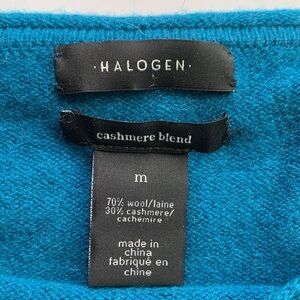 ·HALOGEN·
cashmere blend
m
70% wool/laine
30% cashmere/
cachemire
made in
china
fabriqué en
chine